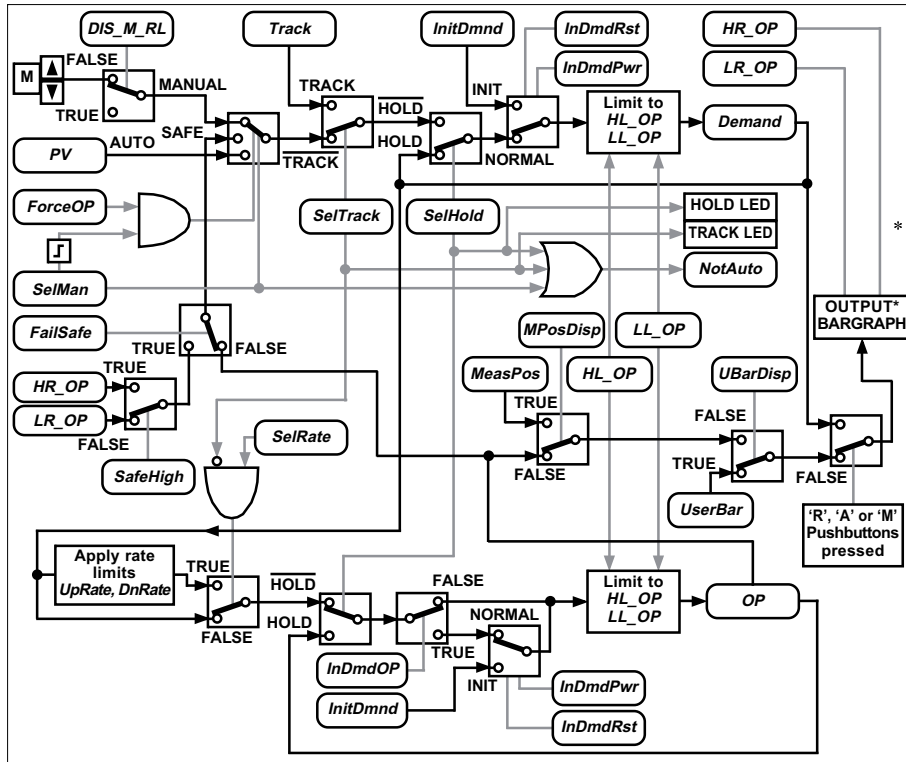 DIS_M_RL
Track
InitDmnd
InDmdRst
HR_OP
FALSE
InDmdPwr
LR_OP
M
MANUAL
TRACK
HOLD
INIT
Limit to
HL_OP
LL_OP
Demand
TRUE
SAFE
HOLD
PV
AUTO
TRACK
NORMAL
ForceOP
SelTrack
SelHold
HOLD LED
TRACK LED
*
SelMan
NotAuto
FailSafe
MPosDisp
LL_OP
OUTPUT*
BARGRAPH
TRUE
FALSE
HR_OP
TRUE
MeasPos
HL_OP
UBarDisp
LR_OP
TRUE
FALSE
FALSE
SelRate
FALSE
TRUE
FALSE
SafeHigh
UserBar
'R', 'A' or 'M'
Pushbuttons
pressed
Apply rate
limits
UpRate, DnRate
TRUE
HOLD
FALSE
Limit to
HL_OP
LL_OP
OP
FALSE
HOLD
NORMAL
TRUE
InDmdOP
INIT
InDmdPwr
InitDmnd
InDmdRst